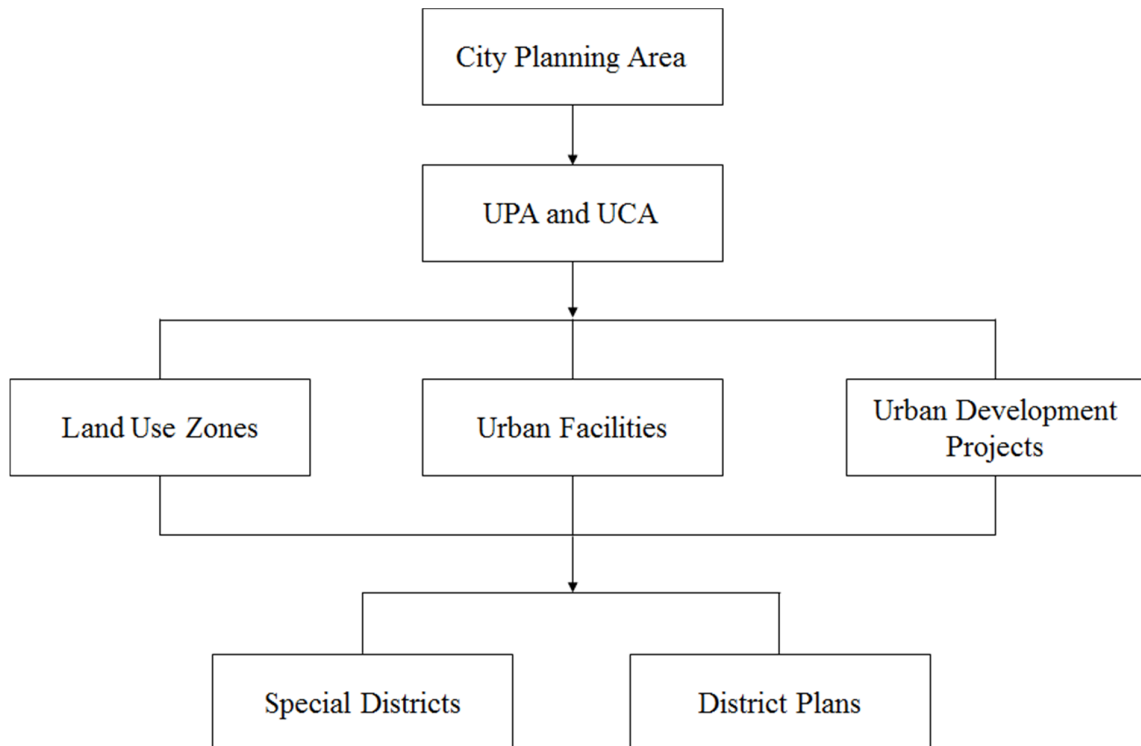 City Planning Area
UPA and UCA
Land Use Zones
Urban Facilities
Urban Development
Projects
Special Districts
District Plans